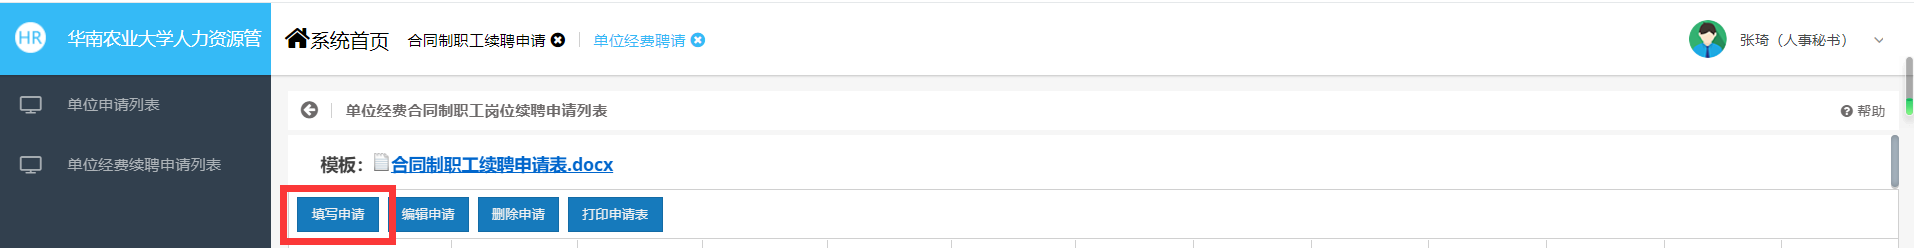 HR 华南农业大学人力资源管
系统首页 合同制职工续聘申请 单位经费聘请
张琦（人事秘书）
单位申请列表
单位经费续聘申请列表
单位经费合同制职工岗位续聘申请列表
帮助
模板：合同制职工续聘申请表.docx
填写申请 编辑申请 删除申请 打印申请表